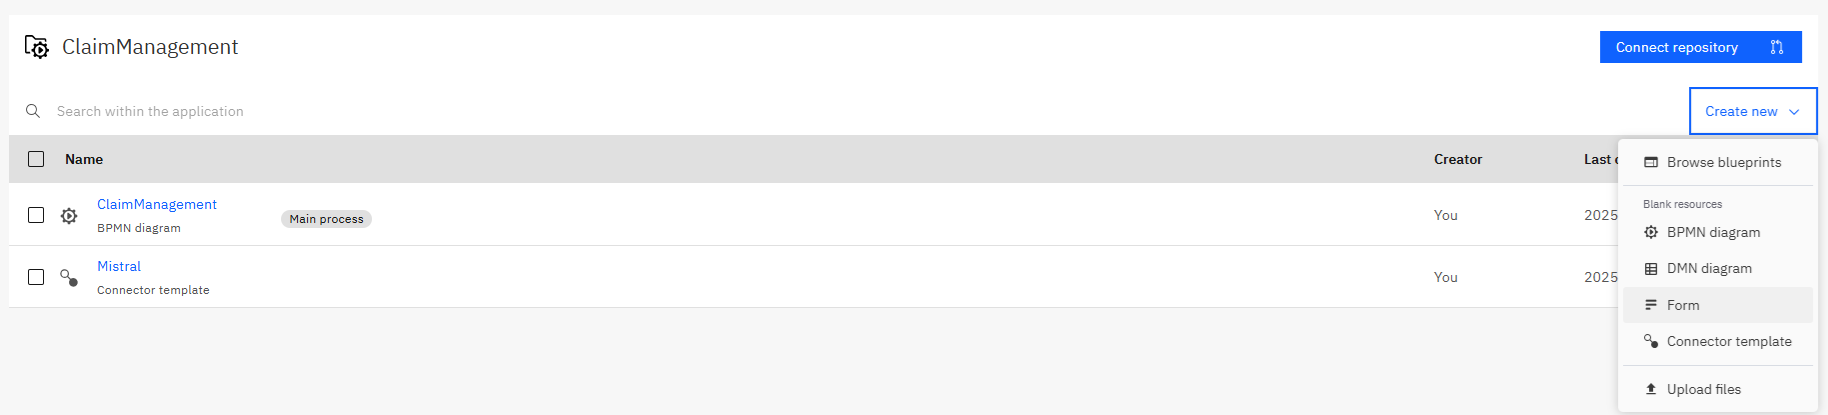 ClaimManagement
Connect repository
Search within the application
Create new
Name
Creator
Last
Browse blueprints
ClaimManagement
BPMN diagram
Main process
You
2025
Blank resources
BPMN diagram
Mistral
Connector template
You
2025
DMN diagram
Form
Connector template
Upload files